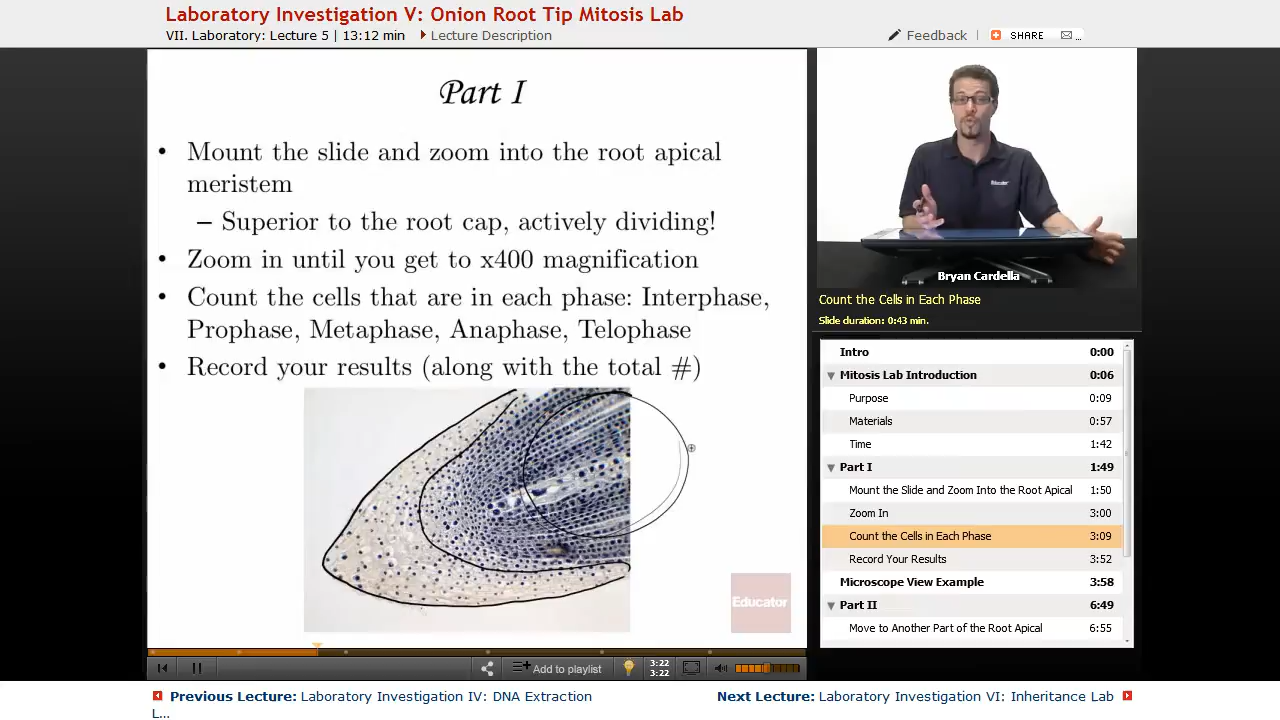 Laboratory Investigation V: Onion Root Tip Mitosis Lab
VII. Laboratory: Lecture 5 | 13:12 min
Lecture Description
Feedback
SHARE
Part I
• Mount the slide and zoom into the root apical
meristem
– Superior to the root cap, actively dividing!
• Zoom in until you get to x400 magnification
• Count the cells that are in each phase: Interphase,
Prophase, Metaphase, Anaphase, Telophase
• Record your results (along with the total #)
Educator
Bryan Cardella
Count the Cells in Each Phase
Slide duration: 0:43 min.
Intro 0:00
Mitosis Lab Introduction 0:06
Purpose 0:09
Materials 0:57
Time 1:42
Part I 1:49
Mount the Slide and Zoom Into the Root Apical 1:50
Zoom In 3:00
Count the Cells in Each Phase 3:09
Record Your Results 3:52
Microscope View Example 3:58
Part II 6:49
Move to Another Part of the Root Apical 6:55
Add to playlist
3:22
3:22
Previous Lecture: Laboratory Investigation IV: DNA Extraction
L...
Next Lecture: Laboratory Investigation VI: Inheritance Lab